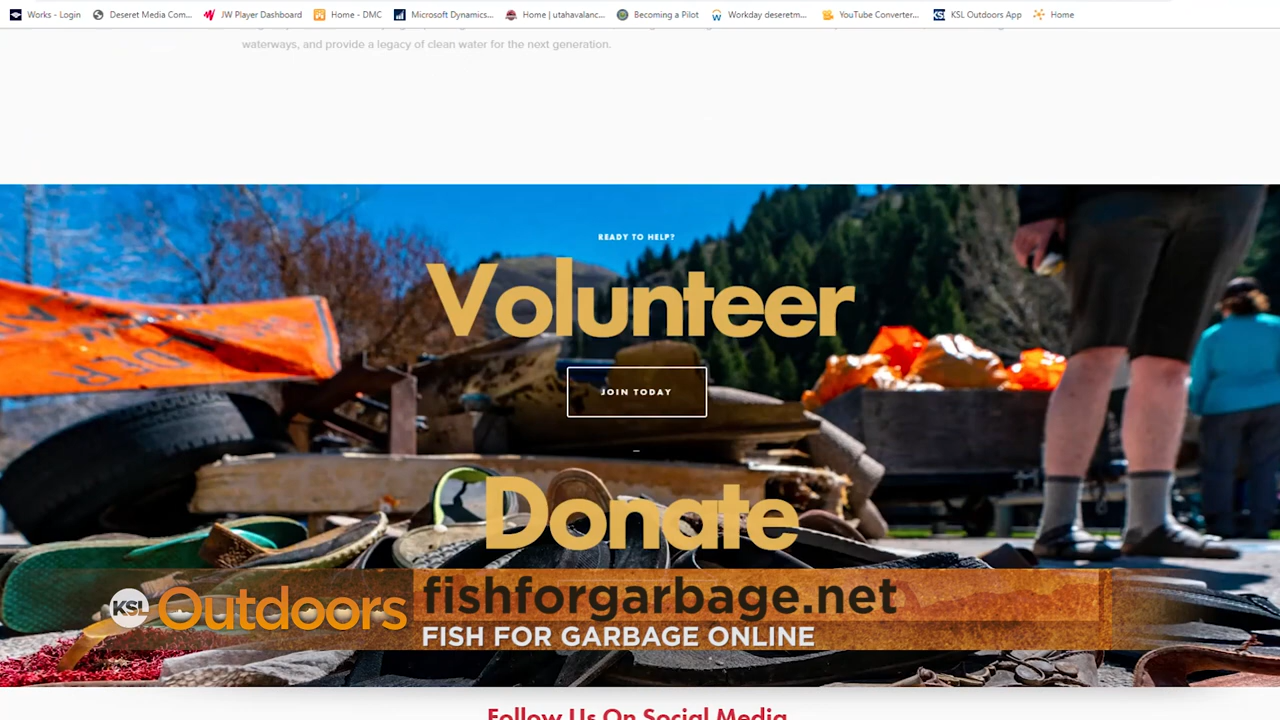 Works - Login Deseret Media Com... JW Player Dashboard Home - DMC Microsoft Dynamics... Home | utahavalanc... Becoming a Pilot Workday deseretm... YouTube Converter... KSL Outdoors App Home
waterways, and provide a legacy of clean water for the next generation.
READY TO HELP?
Volunteer
JOIN TODAY
Donate
KSL Outdoors
fishforgarbage.net
FISH FOR GARBAGE ONLINE
Follow Us On Social Media